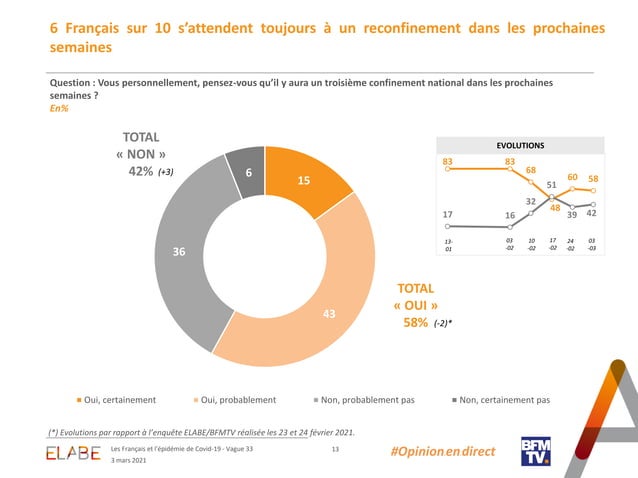 6 Français sur 10 s’attendent toujours à un reconfinement dans les prochaines
semaines
Question : Vous personnellement, pensez-vous qu’il y aura un troisième confinement national dans les prochaines
semaines ?
En%
TOTAL
« NON »
42% (+3)
6
15
36
43
TOTAL
« OUI »
58% (-2)*
EVOLUTIONS
83 83 68 51 60 58
17 16 32 48 39 42
13- 03 10 17 24 03
01 -02 -02 -02 -02 -03
Oui, certainement Oui, probablement Non, probablement pas Non, certainement pas
(*) Evolutions par rapport à l’enquête ELABE/BFMTV réalisée les 23 et 24 février 2021.
ELABE
Les Français et l’épidémie de Covid-19 - Vague 33
3 mars 2021
13
#Opinion en direct
BFM
TV.